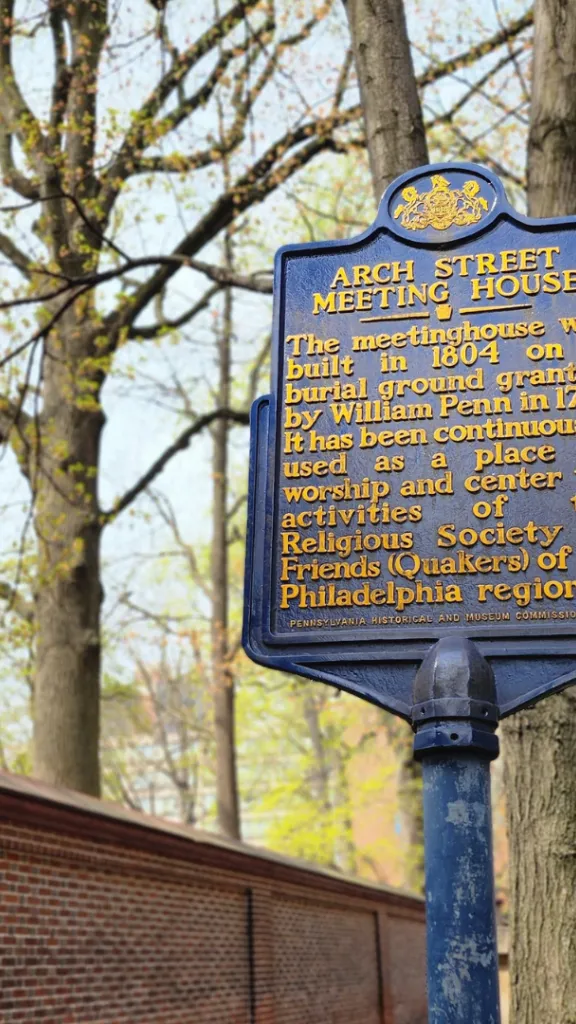 ARCH STREET
MEETING HOUSE
The meetinghouse
built in 1804 on
burial ground
by William Penn in
It has been
used as a place
worship and center
activities of
Religious Society
Friends (Quakers) of
Philadelphia region
PENNSYLVANIA HISTORICAL AND MUSEUM